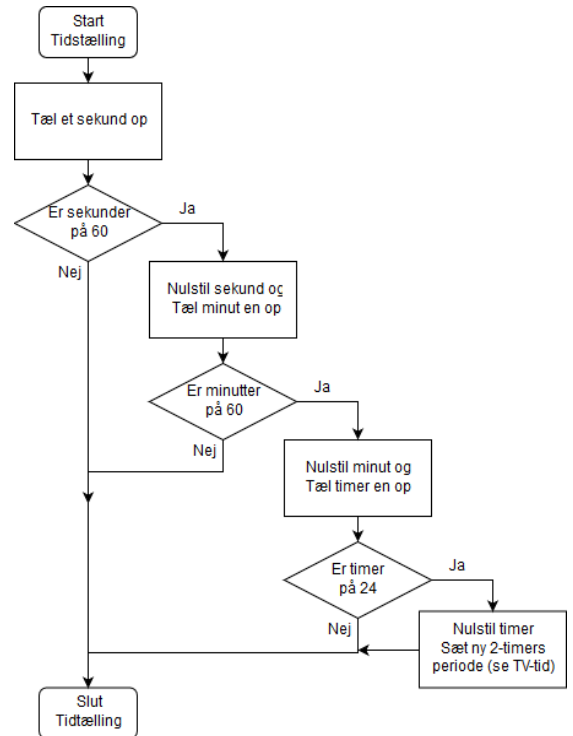 Start
Tidstælling
Tæl et sekund op
Er sekunder
på 60
Ja
Nej
Nulstil sekund og
Tæl minut en op
Er minutter
på 60
Ja
Nej
Nulstil minut og
Tæl timer en op
Er timer
på 24
Ja
Nej
Nulstil timer
Sæt ny 2-timers
periode (se TV-tid)
Slut
Tidtælling